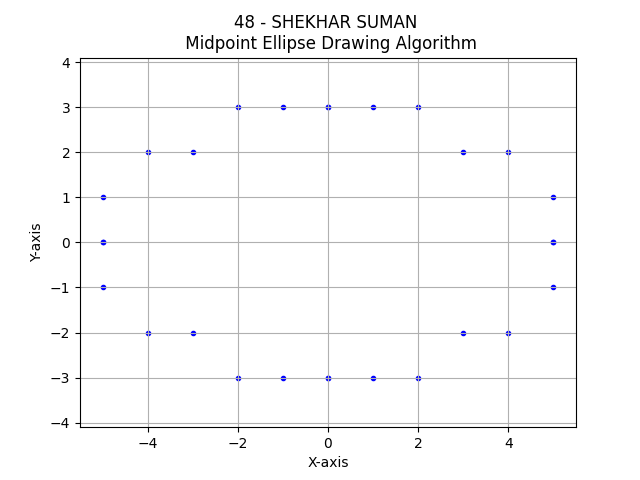 48 - SHEKHAR SUMAN
Midpoint Ellipse Drawing Algorithm
4
3
2
1
0
−1
−2
−3
−4
Y-axis
−4 −2 0 2 4
X-axis